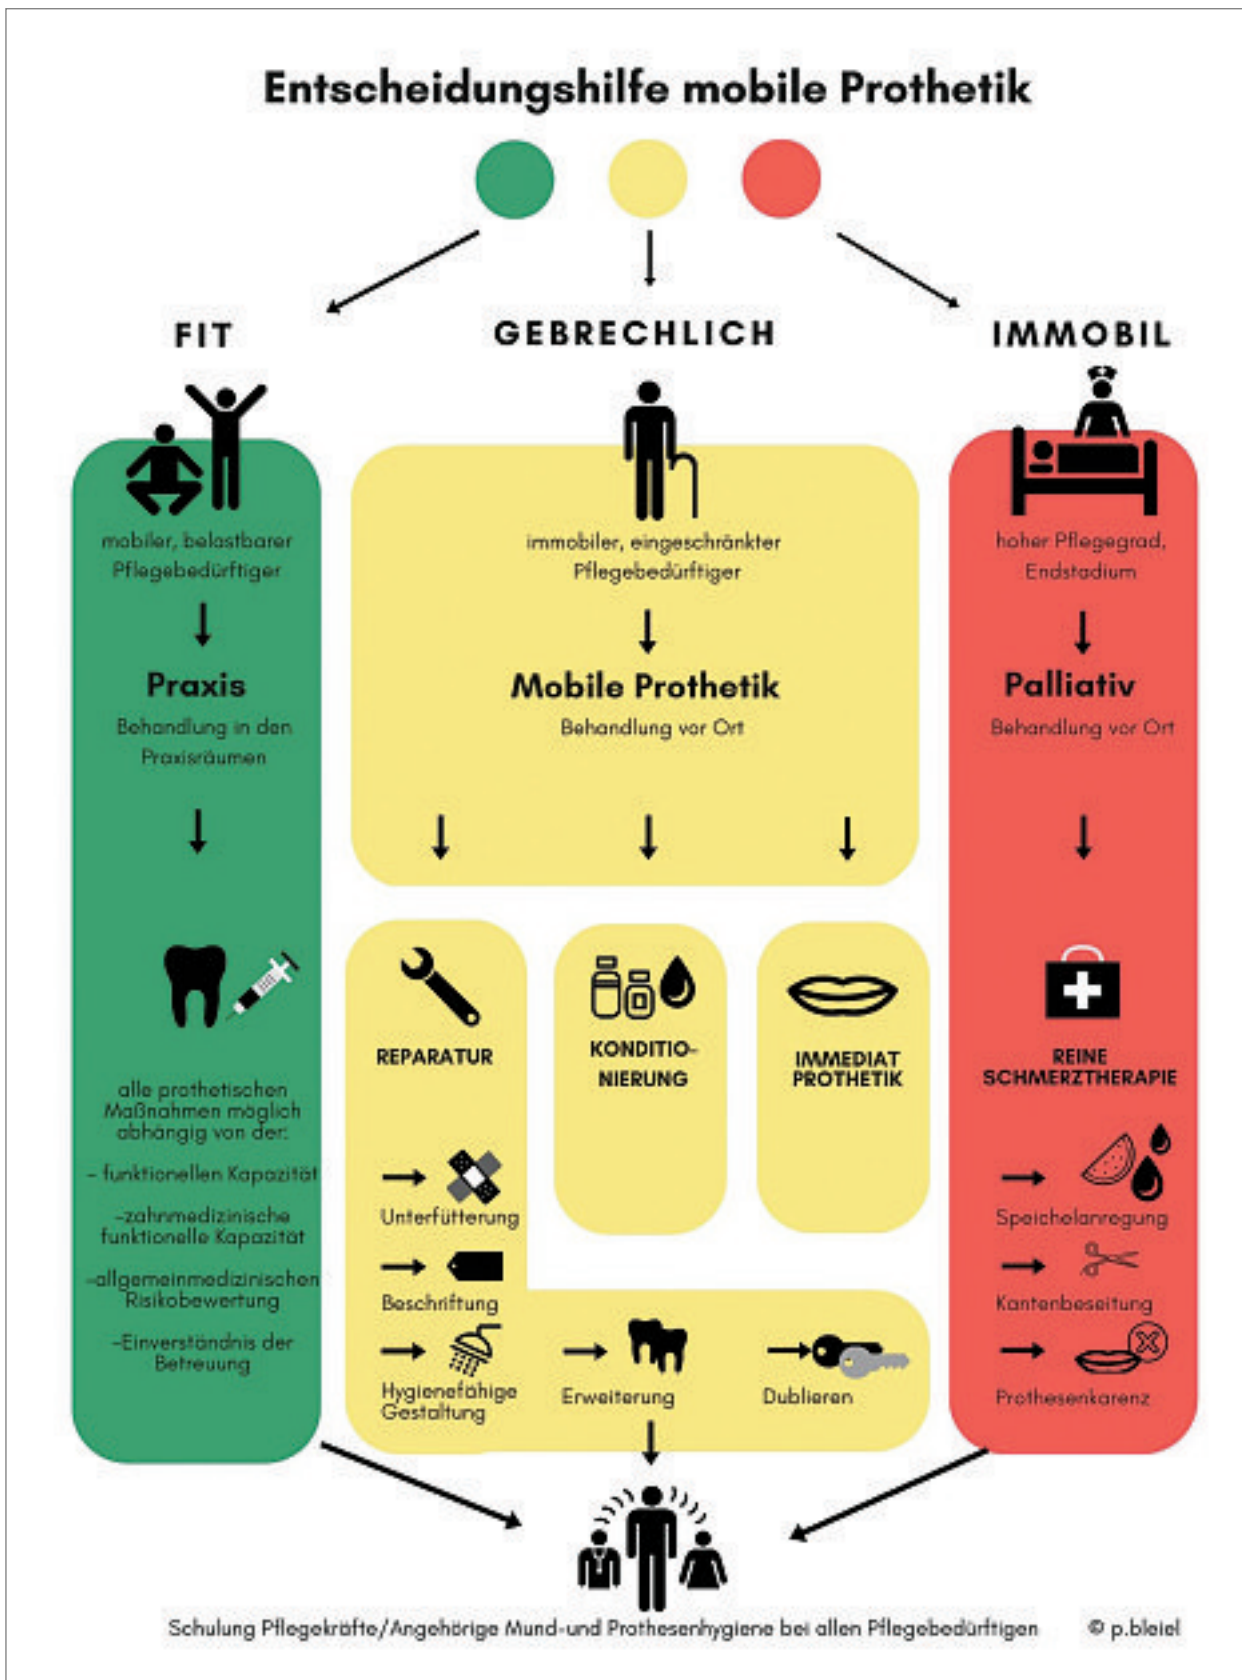 Entscheidungshilfe mobile Prothetik
FIT
mobiler, belastbarer
Pflegebedürftiger
Praxis
Behandlung in den
Praxisräumen
alle prothetischen
Maßnahmen möglich
abhängig von der:
- funktionellen Kapazität
-zahnmedizinische
funktionelle Kapazität
-allgemeinmedizinischen
Risikobewertung
-Einverständnis der
Betreuung
GEBRECHLICH
immobiler, eingeschränkter
Pflegebedürftiger
Mobile Prothetik
Behandlung vor Ort
REPARATUR
Unterfütterung
Beschriftung
Hygienefähige
Gestaltung
KONDITIO-
NIERUNG
IMMEDIAT
PROTHETIK
Erweiterung
Dublieren
IMMOBIL
hoher Pflegegrad,
Endstadium
Palliativ
Behandlung vor Ort
REINE
SCHMERZTHERAPIE
Speichelanregung
Kantenbeseitung
Prothesenkarenz
Schulung Pflegekräfte/Angehörige Mund-und Prothesenhygiene bei allen Pflegebedürftigen
© p.bleiel